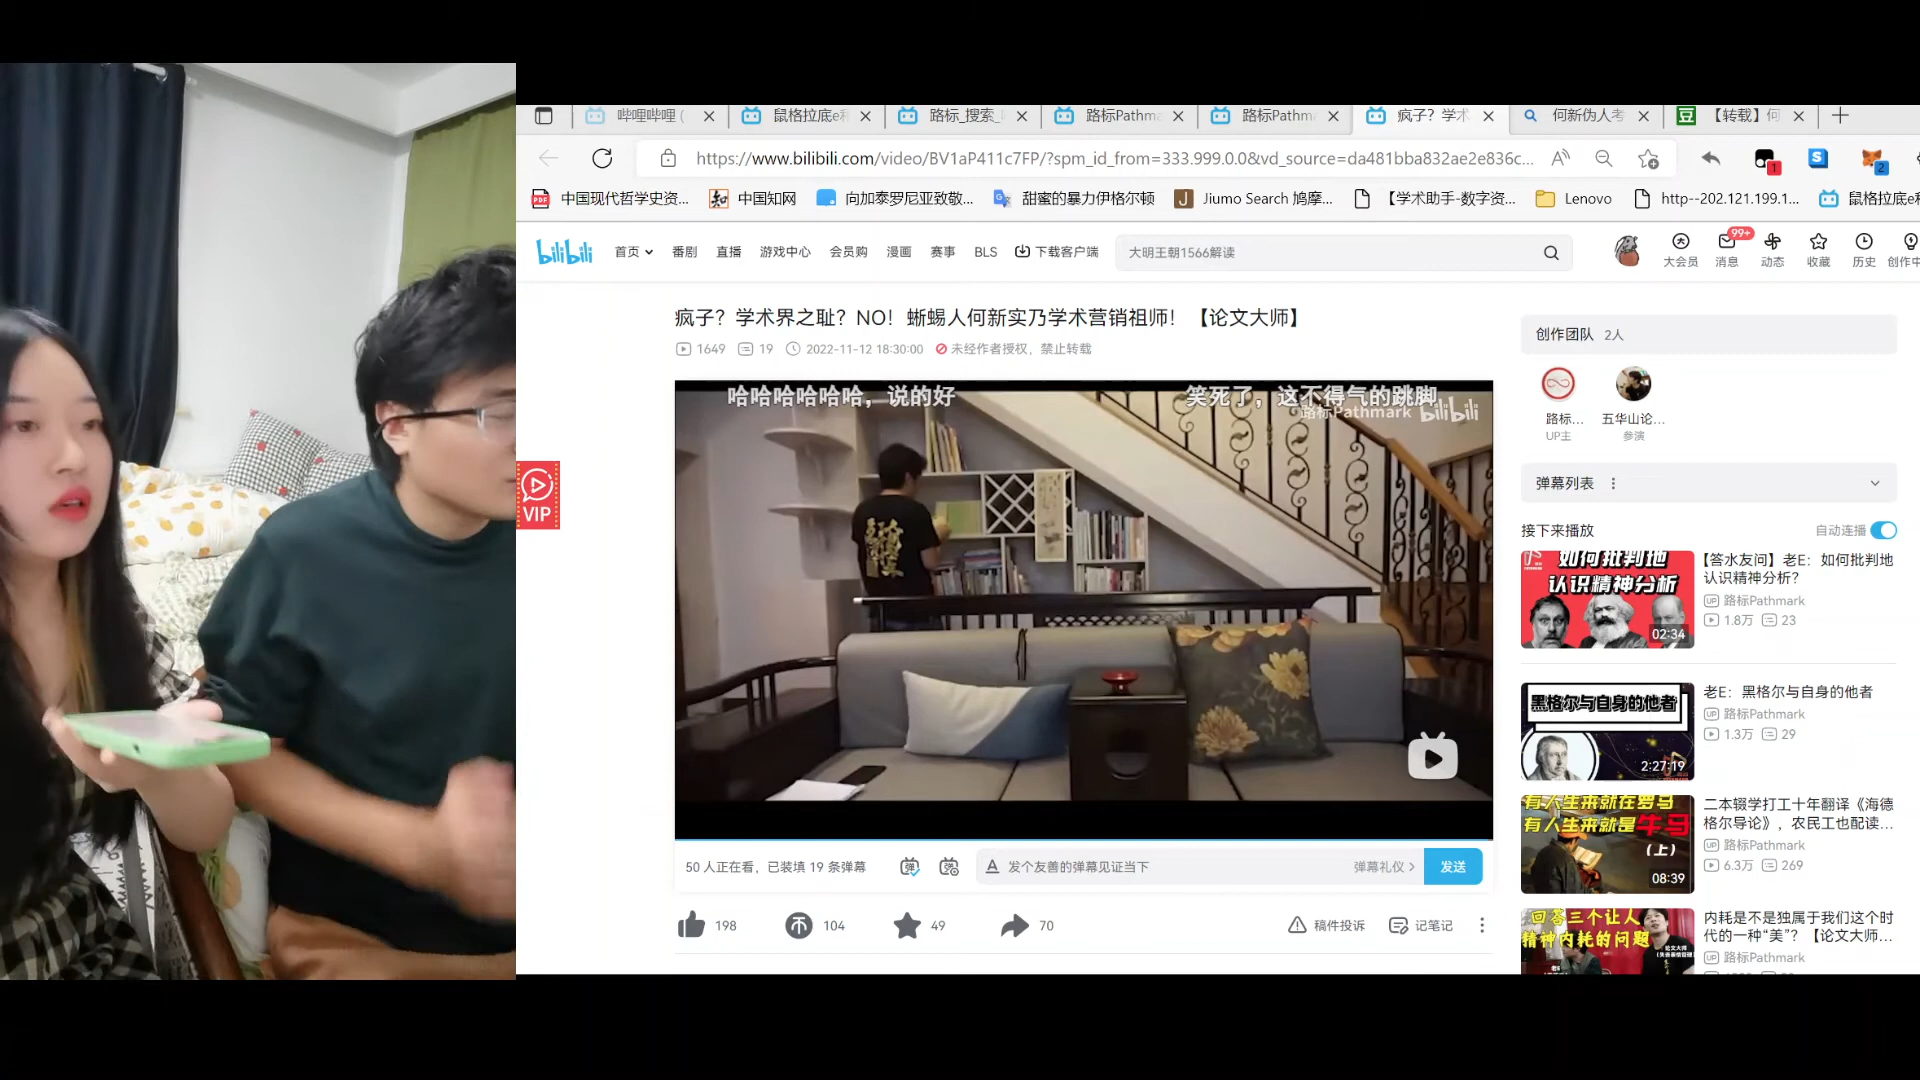 哔哩哔哩 (
鼠格拉底e和
路标_搜索_
路标Pathma
路标Pathm
疯子？学术
何新伪人考
【转载】何
https://www.bilibili.com/video/BV1aP411c7FP/?spm_id_from=333.999.0.0&vd_source=da481bba832ae2e836c...
中国现代哲学史资...
中国知网
向加泰罗尼亚致敬...
甜蜜的暴力伊格尔顿
Jiumo Search 鸠摩...
【学术助手-数字资...
Lenovo
http--202.121.199.1...
鼠格拉底e和
bilibili
首页
番剧
直播
游戏中心
会员购
漫画
赛事
BLS
下载客户端
大明王朝1566解读
大会员
99+
消息
动态
收藏
历史
创作中
疯子？学术界之耻？NO！蜥蜴人何新实乃学术营销祖师！【论文大师】
1649
19
2022-11-12 18:30:00
未经作者授权，禁止转载
哈哈哈哈哈哈，说的好
笑死了，这不得气的跳脚
路标Pathmark bilibili
VIP
50 人正在看，已装填 19 条弹幕
发个友善的弹幕见证当下
弹幕礼仪 >
发送
198
104
49
70
稿件投诉
记笔记
创作团队 2人
路标...
UP主
五华山论...
参演
弹幕列表
接下来播放
自动连播
如何批判地
认识精神分析
02:34
【答水友问】老E：如何批判地
认识精神分析？
路标Pathmark
1.8万 23
黑格尔与自身的他者
2:27:19
老E：黑格尔与自身的他者
路标Pathmark
1.3万 29
有人生来就在罗马
有人生来就是牛马
（上）
08:39
二本辍学打工十年翻译《海德
格尔导论》，农民工也配读...
路标Pathmark
6.3万 269
回答三个让人
精神内耗的问题
内耗是不是独属于我们这个时
代的一种“美”？【论文大师...
路标Pathmark